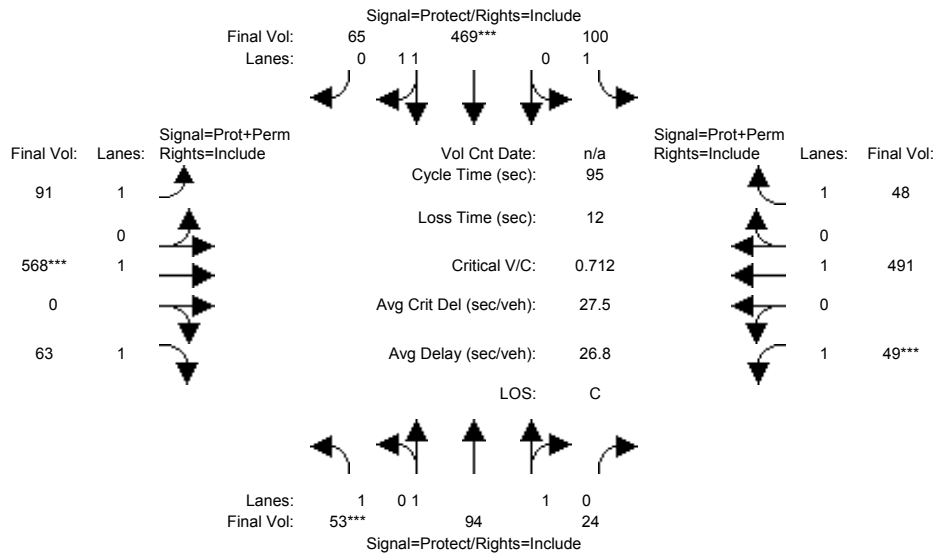 Signal=Protect/Rights=Include
Final Vol: 65 469*** 100
Lanes: 0 1 1 0 1
Signal=Prot+Perm
Final Vol: Lanes: Rights=Include
Vol Cnt Date: n/a
Signal=Prot+Perm
Rights=Include Lanes: Final Vol:
Cycle Time (sec): 95
91 1
1 48
Loss Time (sec): 12
0
0
568*** 1
Critical V/C: 0.712
1 491
0
Avg Crit Del (sec/veh): 27.5
0
63 1
Avg Delay (sec/veh): 26.8
1 49***
LOS: C
Lanes: 1 0 1 1 0
Final Vol: 53*** 94 24
Signal=Protect/Rights=Include